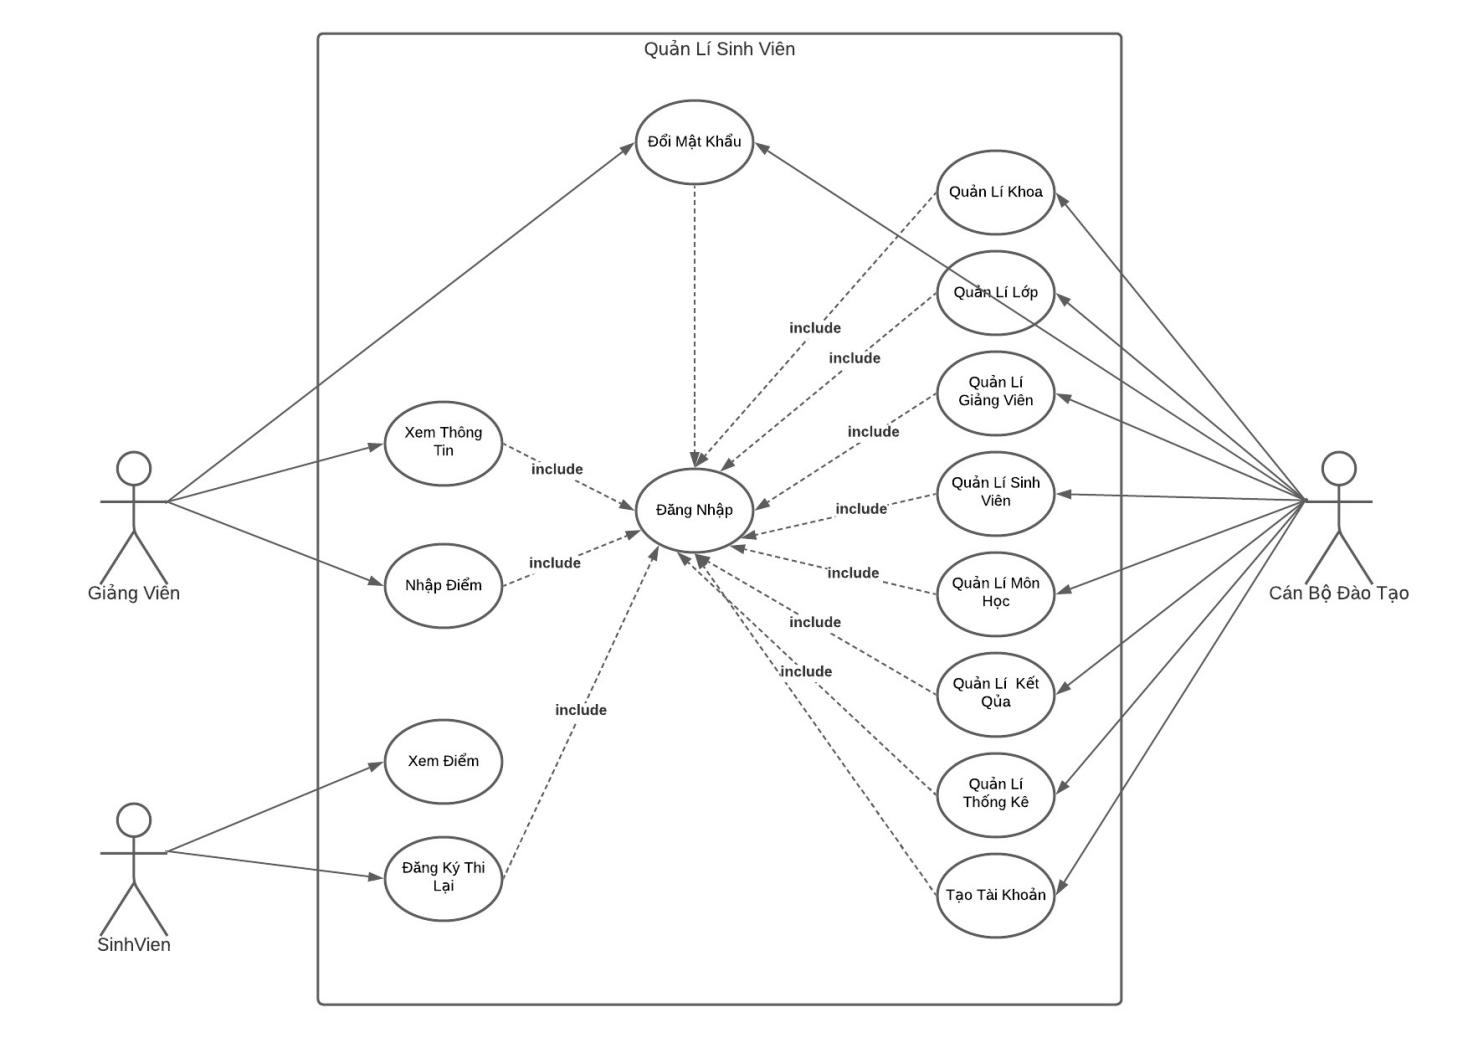 Quản Lí Sinh Viên
Đổi Mật Khẩu
Quản Lí Khoa
Quản Lí Lớp
include
include
Quản Lí
Giảng Viên
include
Xem Thông
Tin
include
Quản Lí Sinh
Viên
include
Đăng Nhập
include
Nhập Điểm
include
Quản Lí Môn
Học
Giảng Viên
Cán Bộ Đào Tạo
include
include
Quản Lí Kết
Qủa
include
Xem Điểm
Quản Lí
Thống Kê
Đăng Ký Thi
Lại
Tạo Tài Khoản
SinhVien